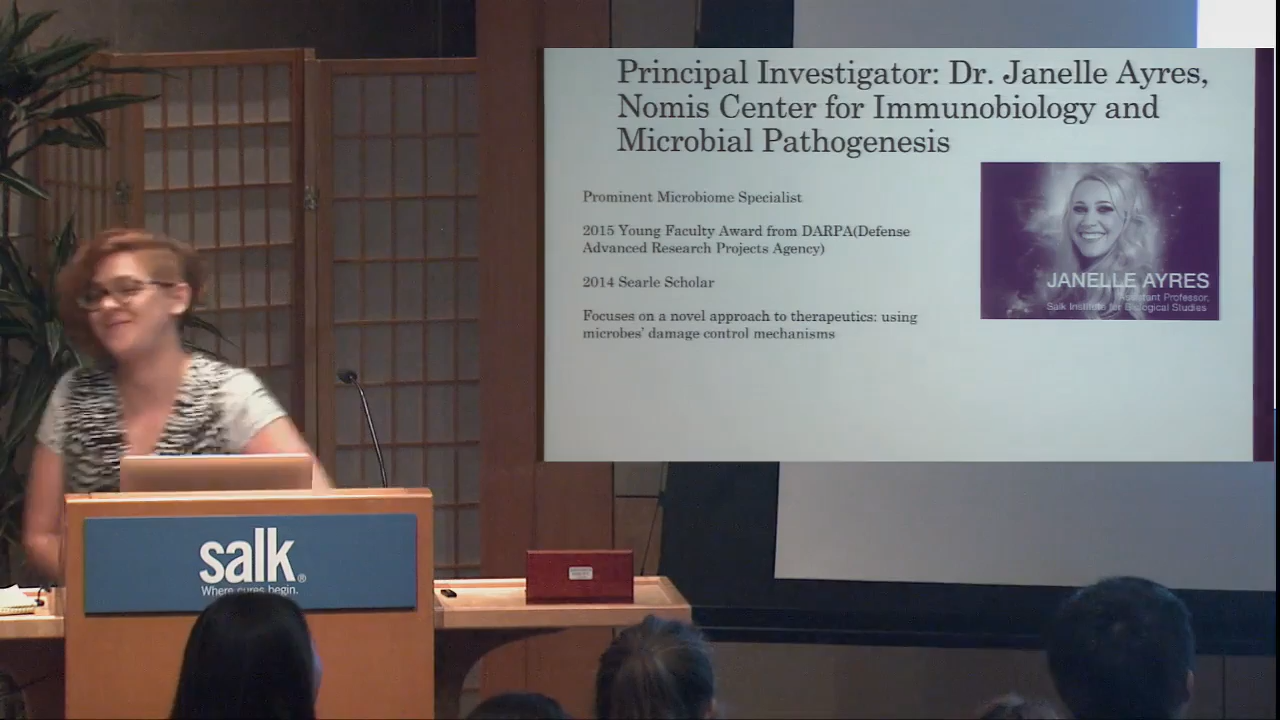 Principal Investigator: Dr. Janelle Ayres,
Nomis Center for Immunobiology and
Microbial Pathogenesis
Prominent Microbiome Specialist
2015 Young Faculty Award from DARPA(Defense
Advanced Research Projects Agency)
2014 Searle Scholar
Focuses on a novel approach to therapeutics: using
microbes' damage control mechanisms
JANELLE AYRES
Assistant Professor,
Salk Institute for Biological Studies
salk®
Where cures begin.